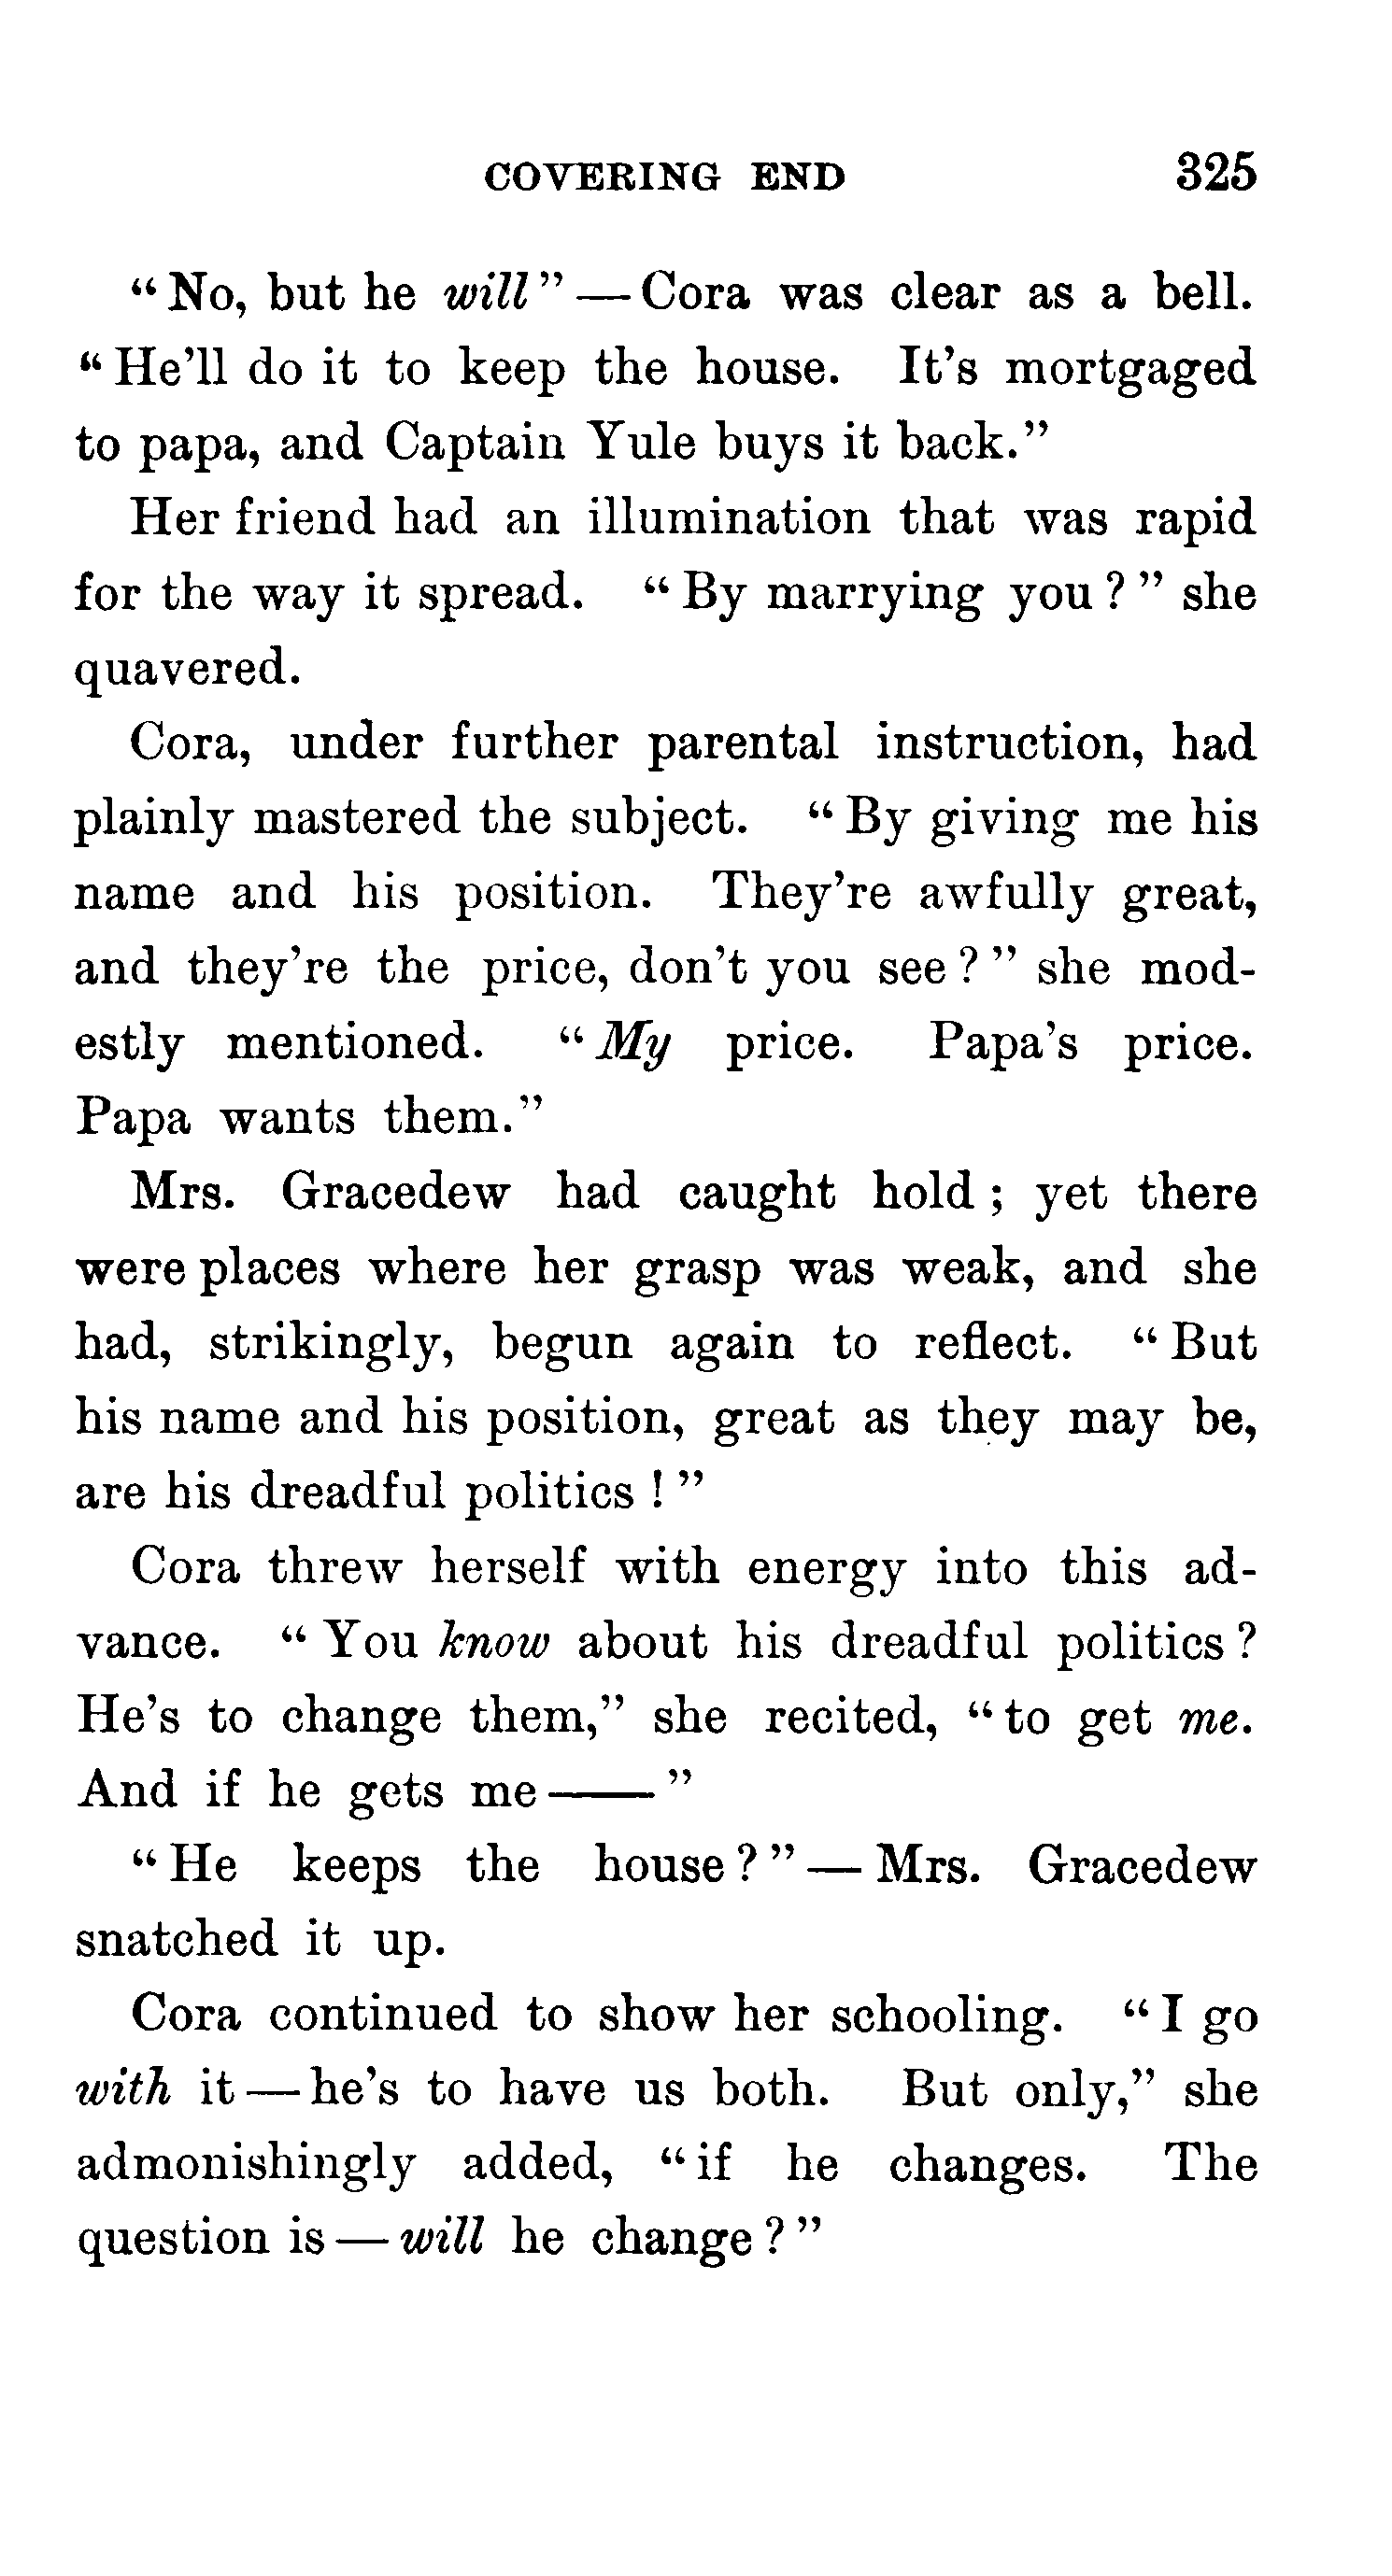 COVERING END 325
“No, but he will”—Cora was clear as a bell.
“He’ll do it to keep the house. It’s mortgaged
to papa, and Captain Yule buys it back.”
Her friend had an illumination that was rapid
for the way it spread. “By marrying you?” she
quavered.
Cora, under further parental instruction, had
plainly mastered the subject. “By giving me his
name and his position. They’re awfully great,
and they’re the price, don’t you see?” she mod-
estly mentioned. “My price. Papa’s price.
Papa wants them.”
Mrs. Gracedew had caught hold; yet there
were places where her grasp was weak, and she
had, strikingly, begun again to reflect. “But
his name and his position, great as they may be,
are his dreadful politics!”
Cora threw herself with energy into this ad-
vance. “You know about his dreadful politics?
He’s to change them,” she recited, “to get me.
And if he gets me——”
“He keeps the house?”—Mrs. Gracedew
snatched it up.
Cora continued to show her schooling. “I go
with it—he’s to have us both. But only,” she
admonishingly added, “if he changes. The
question is—will he change?”